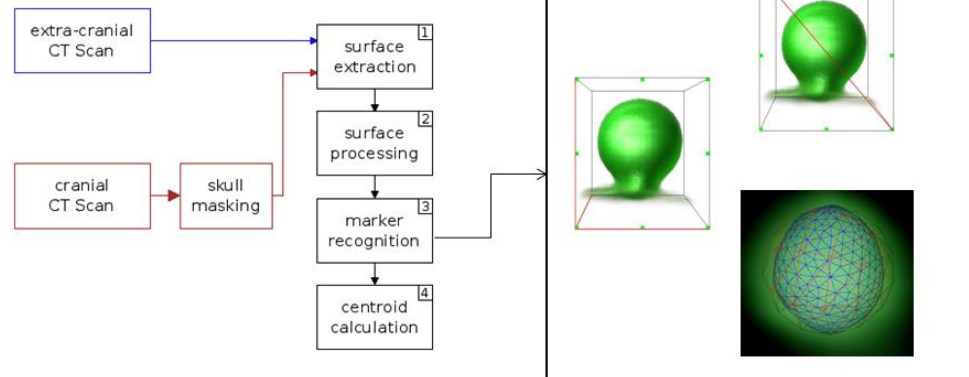 extra-cranial
CT Scan
1
surface
extraction
2
surface
processing
cranial
CT Scan
skull
masking
3
marker
recognition
4
centroid
calculation